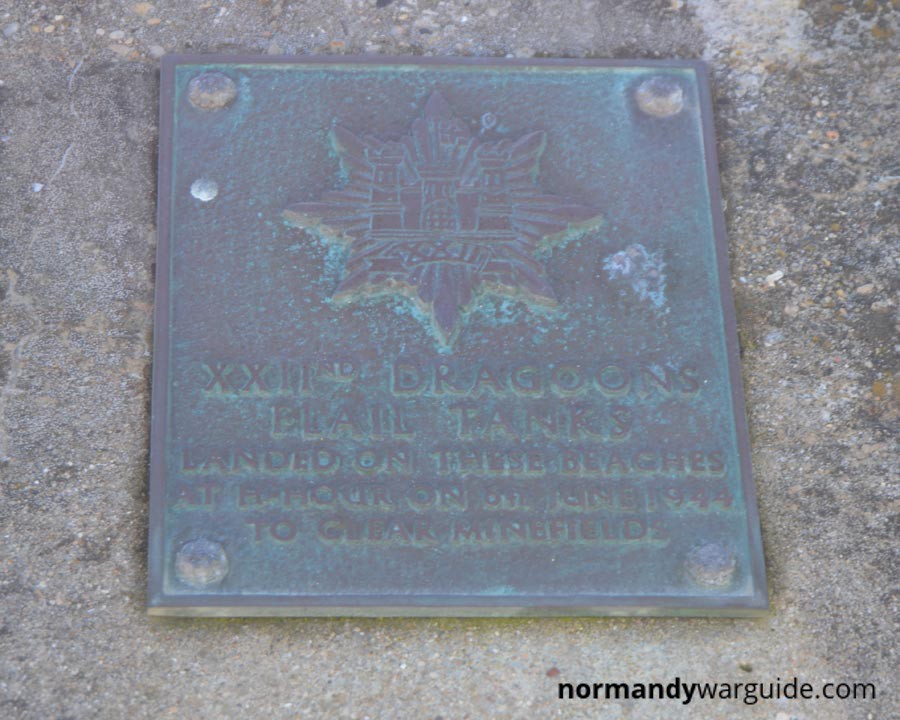 XXII
XXIIND DRAGOONS
FLAIL TANKS
LANDED ON THESE BEACHES
AT H-HOUR ON 6TH JUNE 1944
TO CLEAR MINEFIELDS
normandywarguide.com